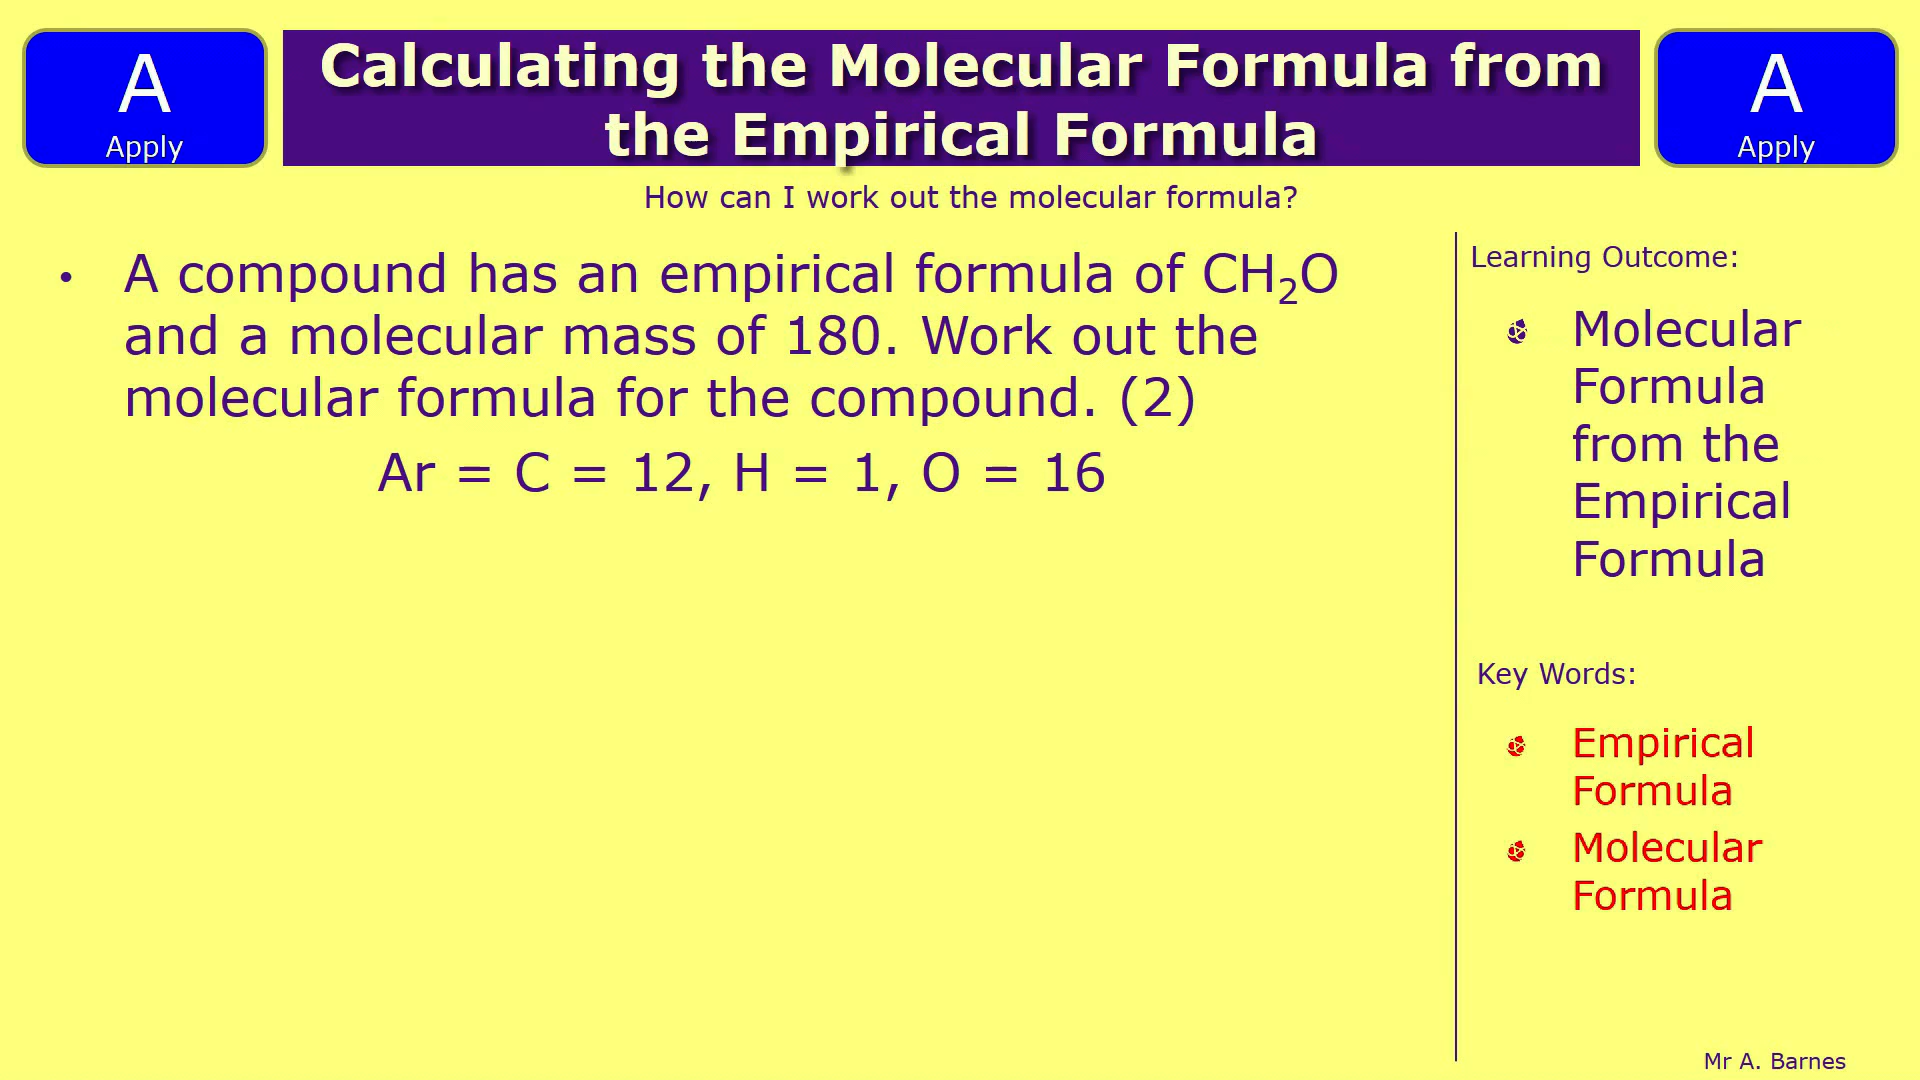 A
Apply
Calculating the Molecular Formula from
the Empirical Formula
A
Apply
How can I work out the molecular formula?
• A compound has an empirical formula of CH₂O
and a molecular mass of 180. Work out the
molecular formula for the compound. (2)
Ar = C = 12, H = 1, O = 16
Learning Outcome:
Molecular
Formula
from the
Empirical
Formula
Key Words:
Empirical
Formula
Molecular
Formula
Mr A. Barnes